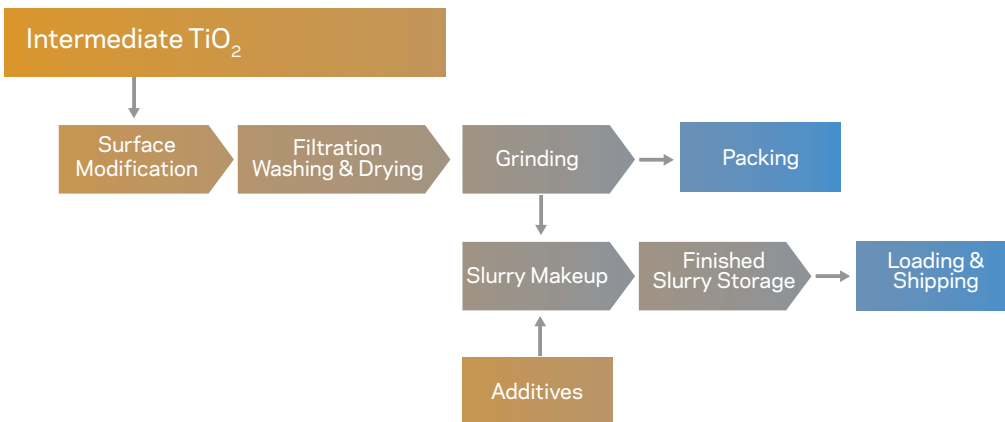 Intermediate TiO₂
Surface
Modification
Filtration
Washing & Drying
Grinding
Packing
Slurry Makeup
Finished
Slurry Storage
Loading &
Shipping
Additives